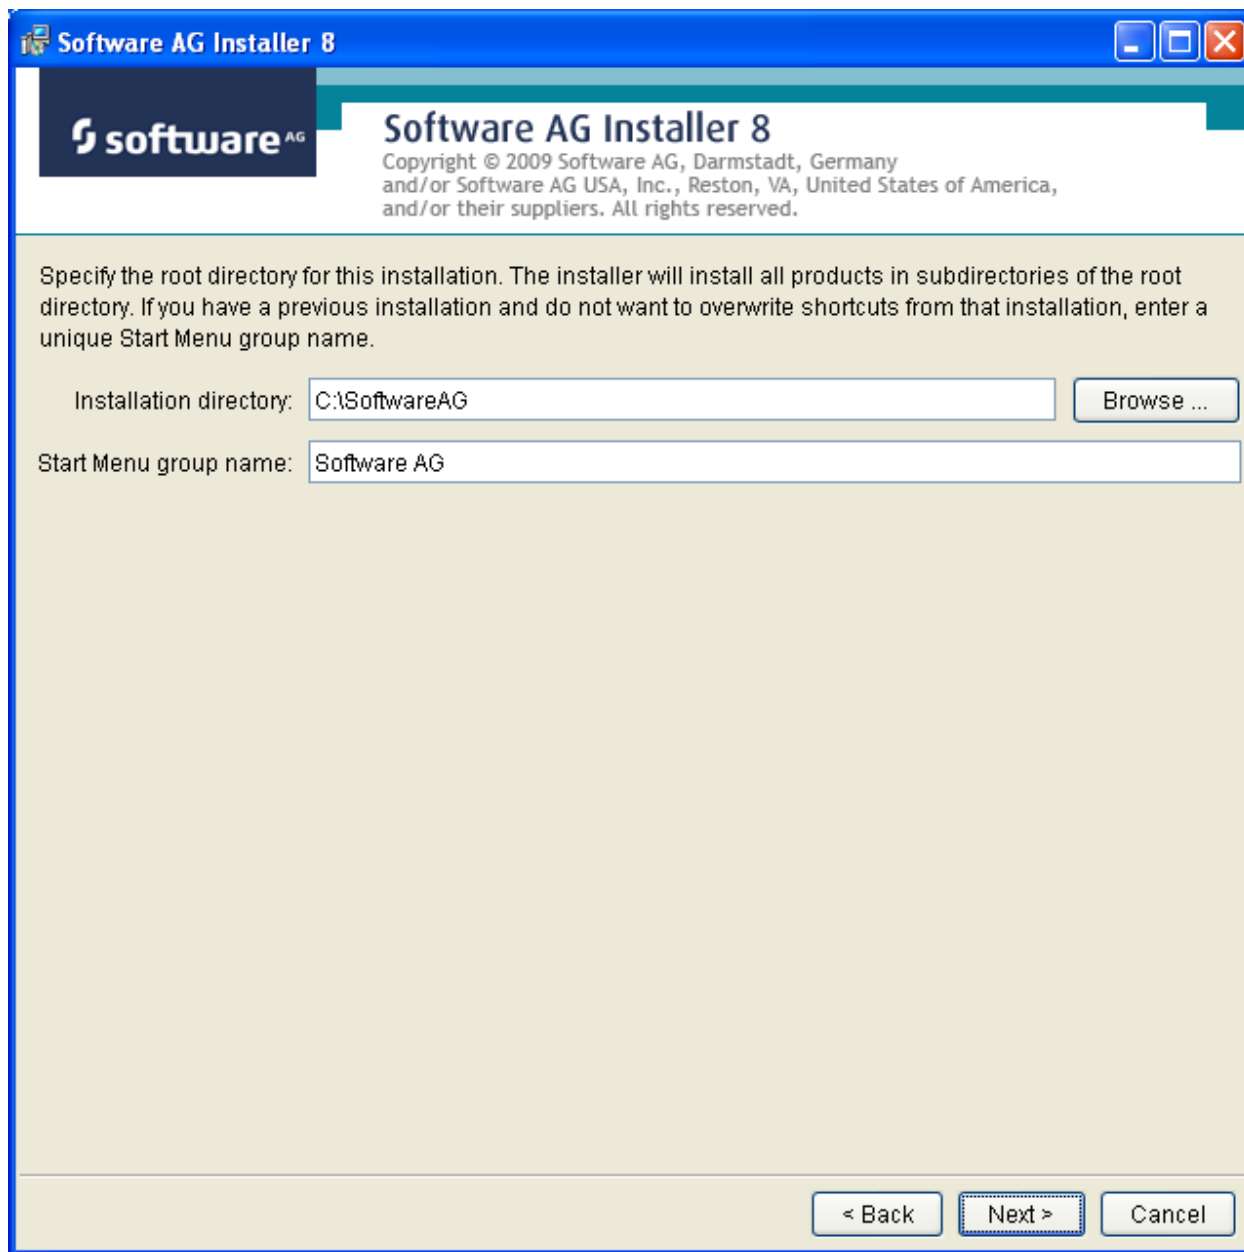 Software AG Installer 8
software AG
Software AG Installer 8
Copyright © 2009 Software AG, Darmstadt, Germany
and/or Software AG USA, Inc., Reston, VA, United States of America,
and/or their suppliers. All rights reserved.
Specify the root directory for this installation. The installer will install all products in subdirectories of the root
directory. If you have a previous installation and do not want to overwrite shortcuts from that installation, enter a
unique Start Menu group name.
Installation directory: C:\SoftwareAG Browse ...
Start Menu group name: Software AG
< Back Next > Cancel